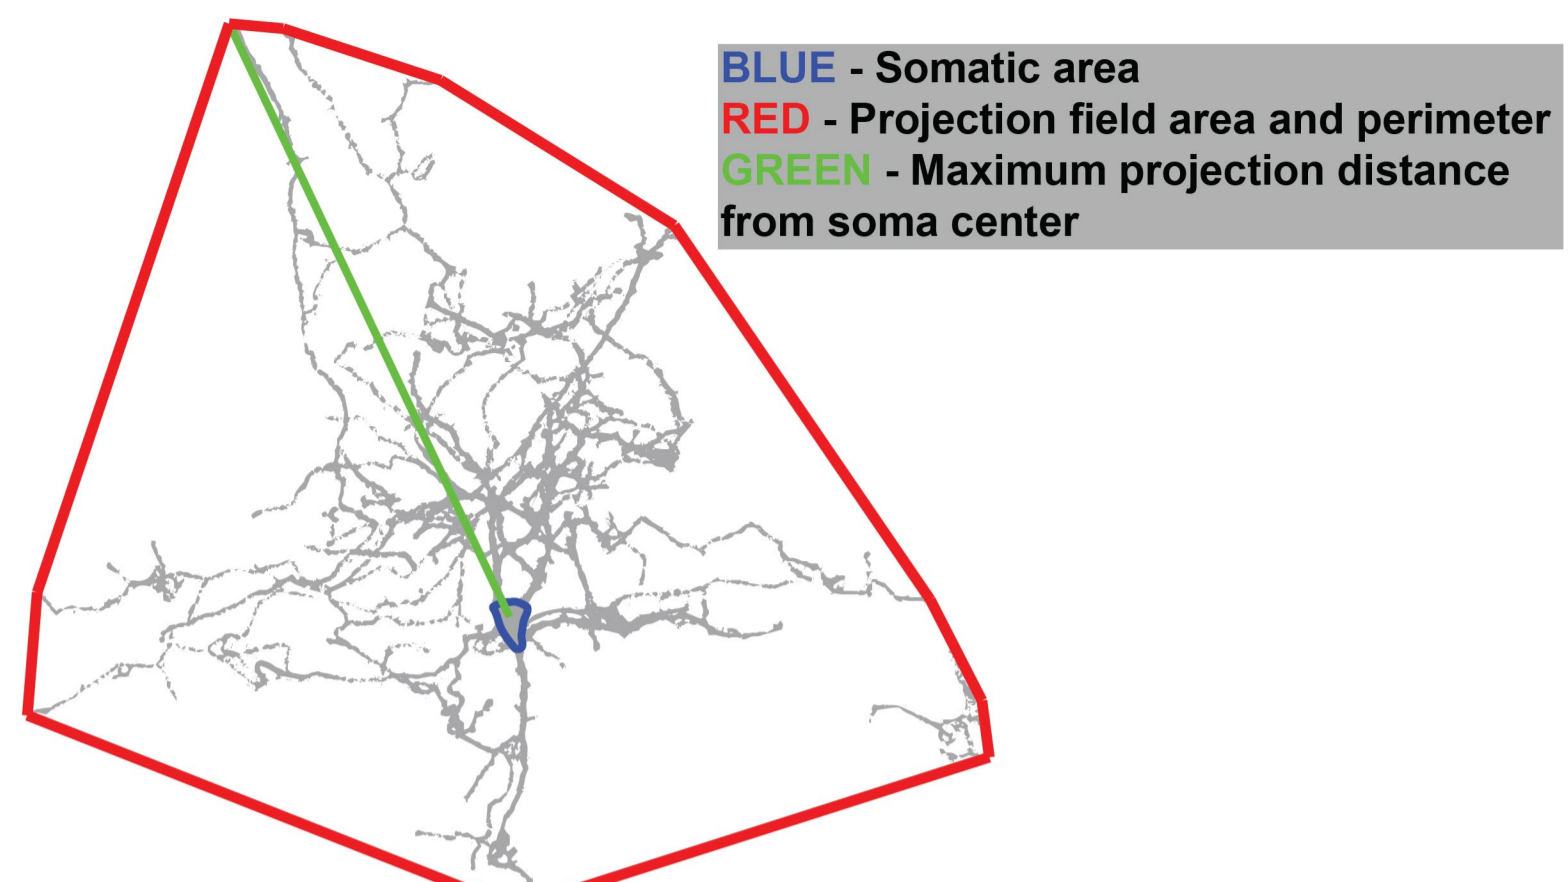 BLUE - Somatic area
RED - Projection field area and perimeter
GREEN - Maximum projection distance
from soma center